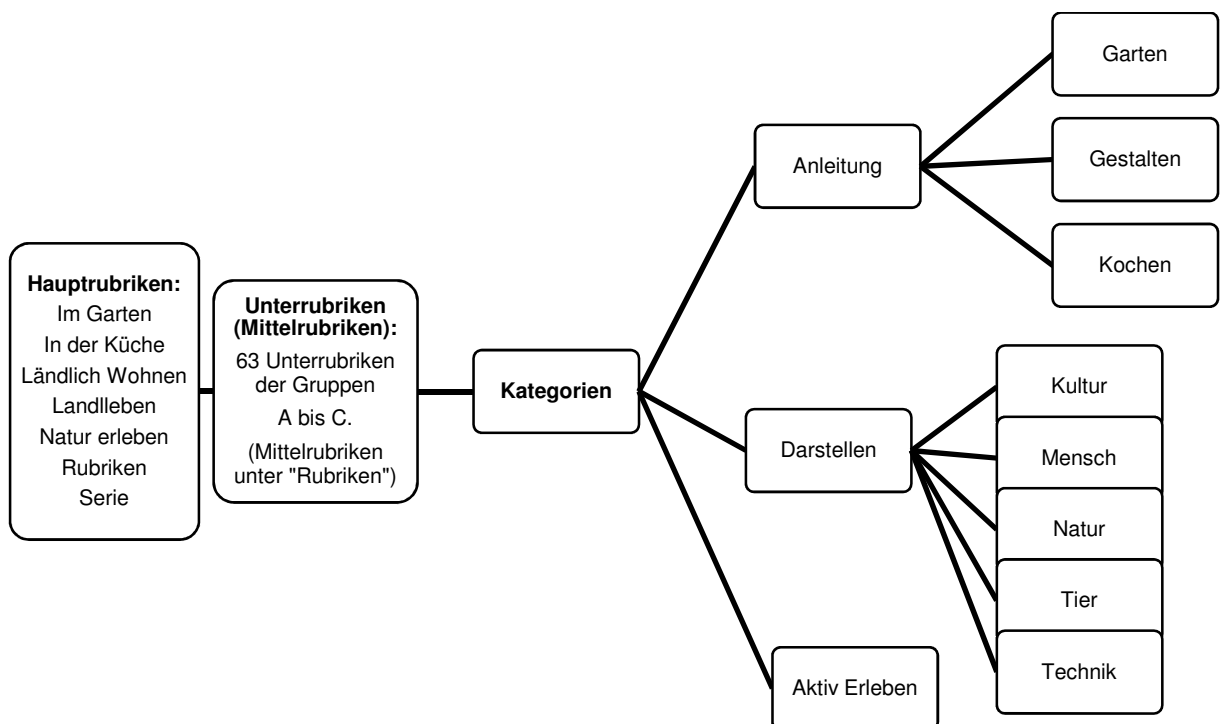 Hauptrubriken:
Im Garten
In der Küche
Ländlich Wohnen
Landlleben
Natur erleben
Rubriken
Serie
Unterrubriken
(Mittelrubriken):
63 Unterrubriken
der Gruppen
A bis C.
(Mittelrubriken
unter "Rubriken")
Kategorien
Anleitung
Garten
Gestalten
Kochen
Darstellen
Kultur
Mensch
Natur
Tier
Technik
Aktiv Erleben